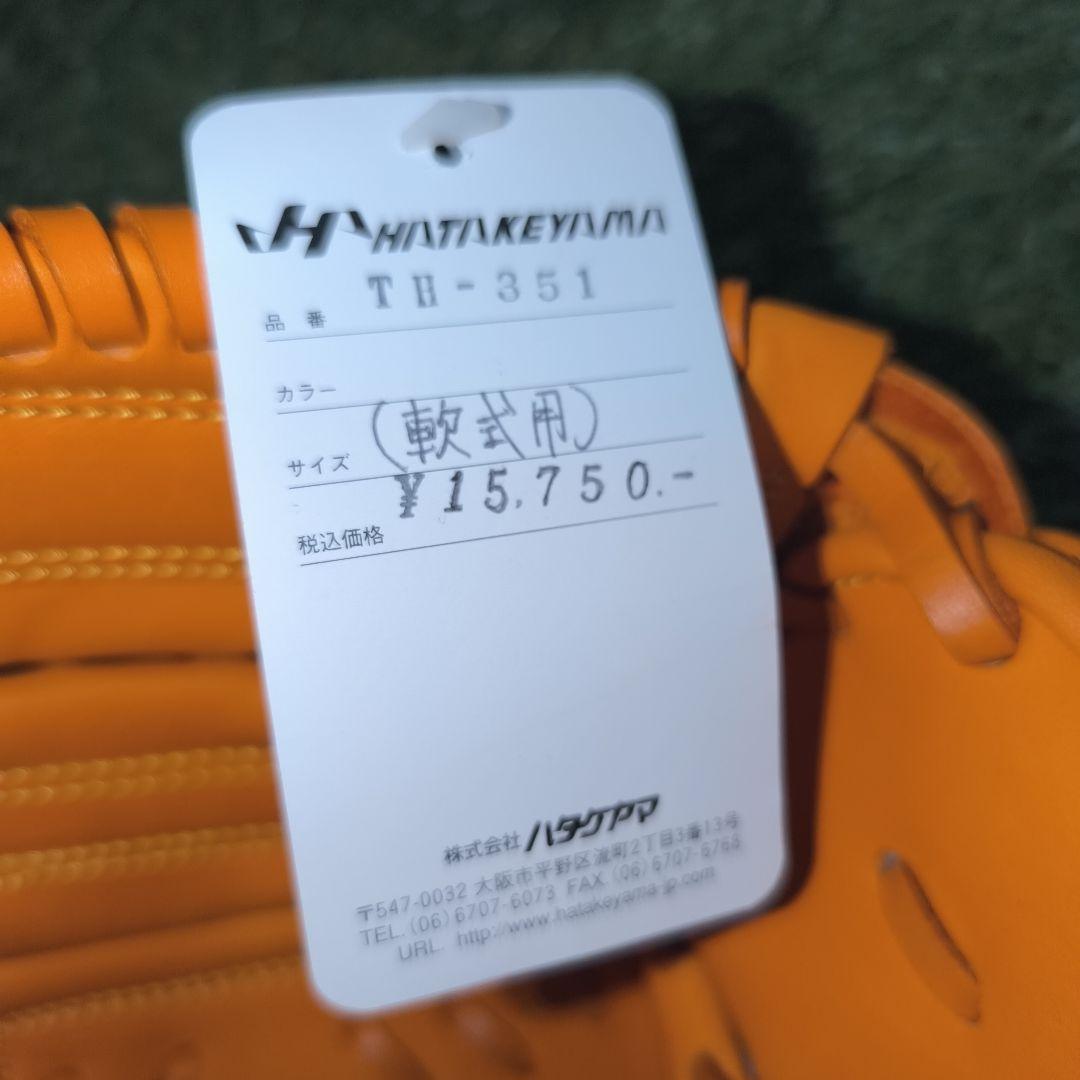 HATAKEYAMA
TH-351
品番
カラー
(軟式用)
サイズ
¥15,750.-
税込価格
株式会社ハタケヤマ
〒547-0032 大阪市平野区流町2丁目3番13号
TEL.(06)6707-6073 FAX.(06)6707-6766
URL. http://www.hatakeyama-jp.com